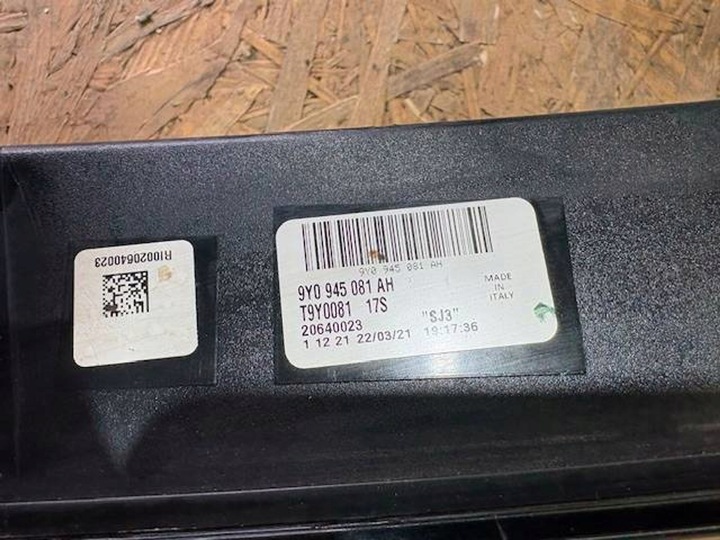 R10020640023
9Y0 945 081 AH
9Y0 945 081 AH
T9Y0081 17S
20640023 "SJ3"
1 12 21 22/03/21 19:17:36
MADE
IN
ITALY